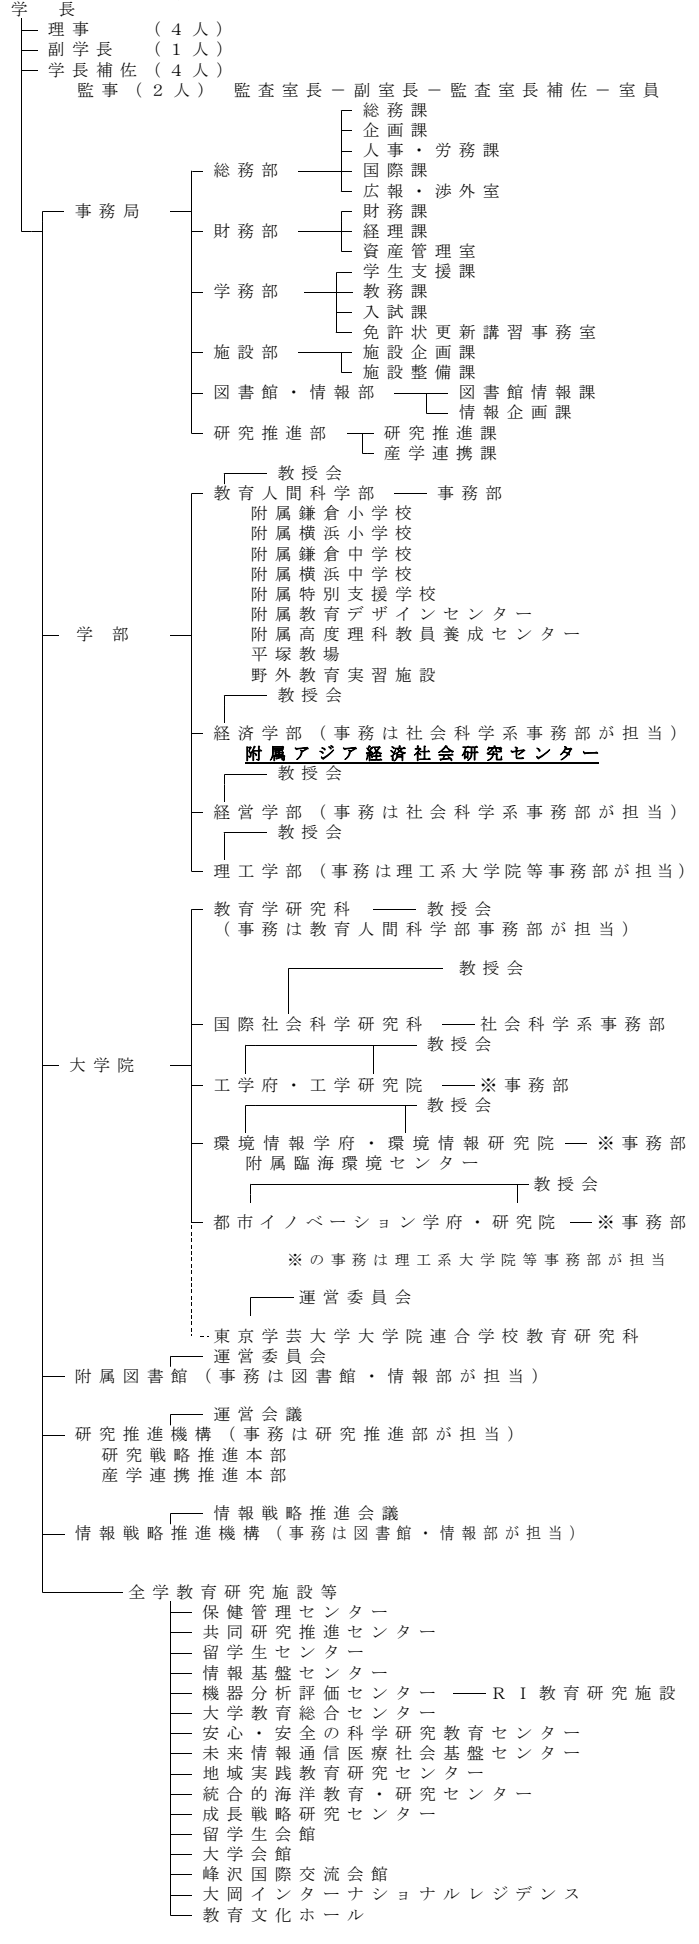 学　長
理事　（４人）
副学長　（１人）
学長補佐（４人）
監事（２人）　監査室長－副室長－監査室長補佐－室員
総務課
企画課
人事・労務課
総務部　国際課
広報・渉外室
事務局　財務課
財務部　経理課
資産管理室
学生支援課
学務部　教務課
入試課
免許状更新講習事務室
施設部　施設企画課
施設整備課
図書館・情報部　図書館情報課
情報企画課
研究推進部　研究推進課
産学連携課
教授会
教育人間科学部　事務部
附属鎌倉小学校
附属横浜小学校
附属鎌倉中学校
附属横浜中学校
附属特別支援学校
附属教育デザインセンター
学　部　附属高度理科教員養成センター
平塚教場
野外教育実習施設
教授会
経済学部（事務は社会科学系事務部が担当）
附属アジア経済社会研究センター
教授会
経営学部（事務は社会科学系事務部が担当）
教授会
理工学部（事務は理工系大学院等事務部が担当）
教育学研究科　教授会
（事務は教育人間科学部事務部が担当）
教授会
国際社会科学研究科　社会科学系事務部
教授会
大学院
工学府・工学研究院　※事務部
教授会
環境情報学府・環境情報研究院　※事務部
附属臨海環境センター
教授会
都市イノベーション学府・研究院　※事務部
※の事務は理工系大学院等事務部が担当
運営委員会
東京学芸大学大学院連合学校教育研究科
運営委員会
附属図書館（事務は図書館・情報部が担当）
運営会議
研究推進機構（事務は研究推進部が担当）
研究戦略推進本部
産学連携推進本部
情報戦略推進会議
情報戦略推進機構（事務は図書館・情報部が担当）
全学教育研究施設等
保健管理センター
共同研究推進センター
留学生センター
情報基盤センター
機器分析評価センター　ＲＩ教育研究施設
大学教育総合センター
安心・安全の科学研究教育センター
未来情報通信医療社会基盤センター
地域実践教育研究センター
統合的海洋教育・研究センター
成長戦略研究センター
留学生会館
大学会館
峰沢国際交流会館
大岡インターナショナルレジデンス
教育文化ホール